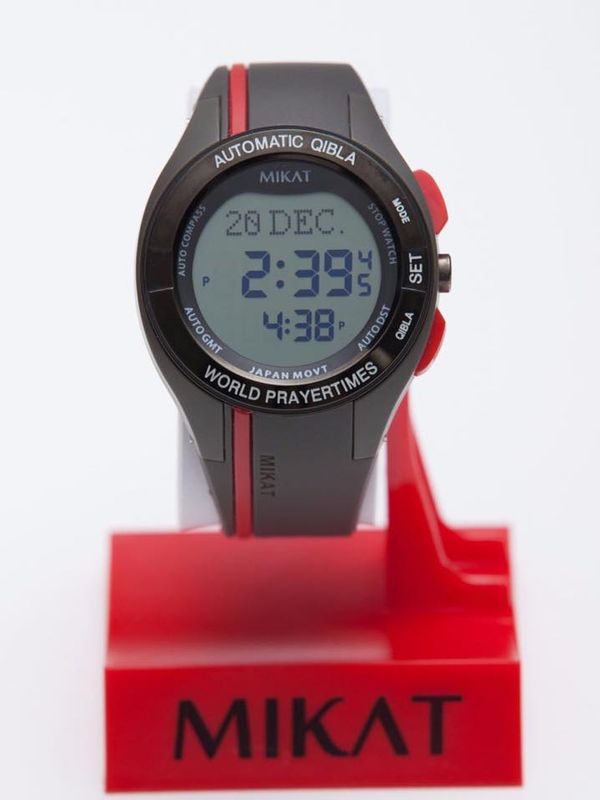 AUTOMATIC QIBLA
MIKAT
MODE
AUTO COMPASS
STOP WATCH
20 DEC.
P 2:39 45
SET
4:38 P
AUTO GMT
AUTO DST
QIBLA
JAPAN MOVT
WORLD PRAYERTIMES
MIKAT
MIKAT